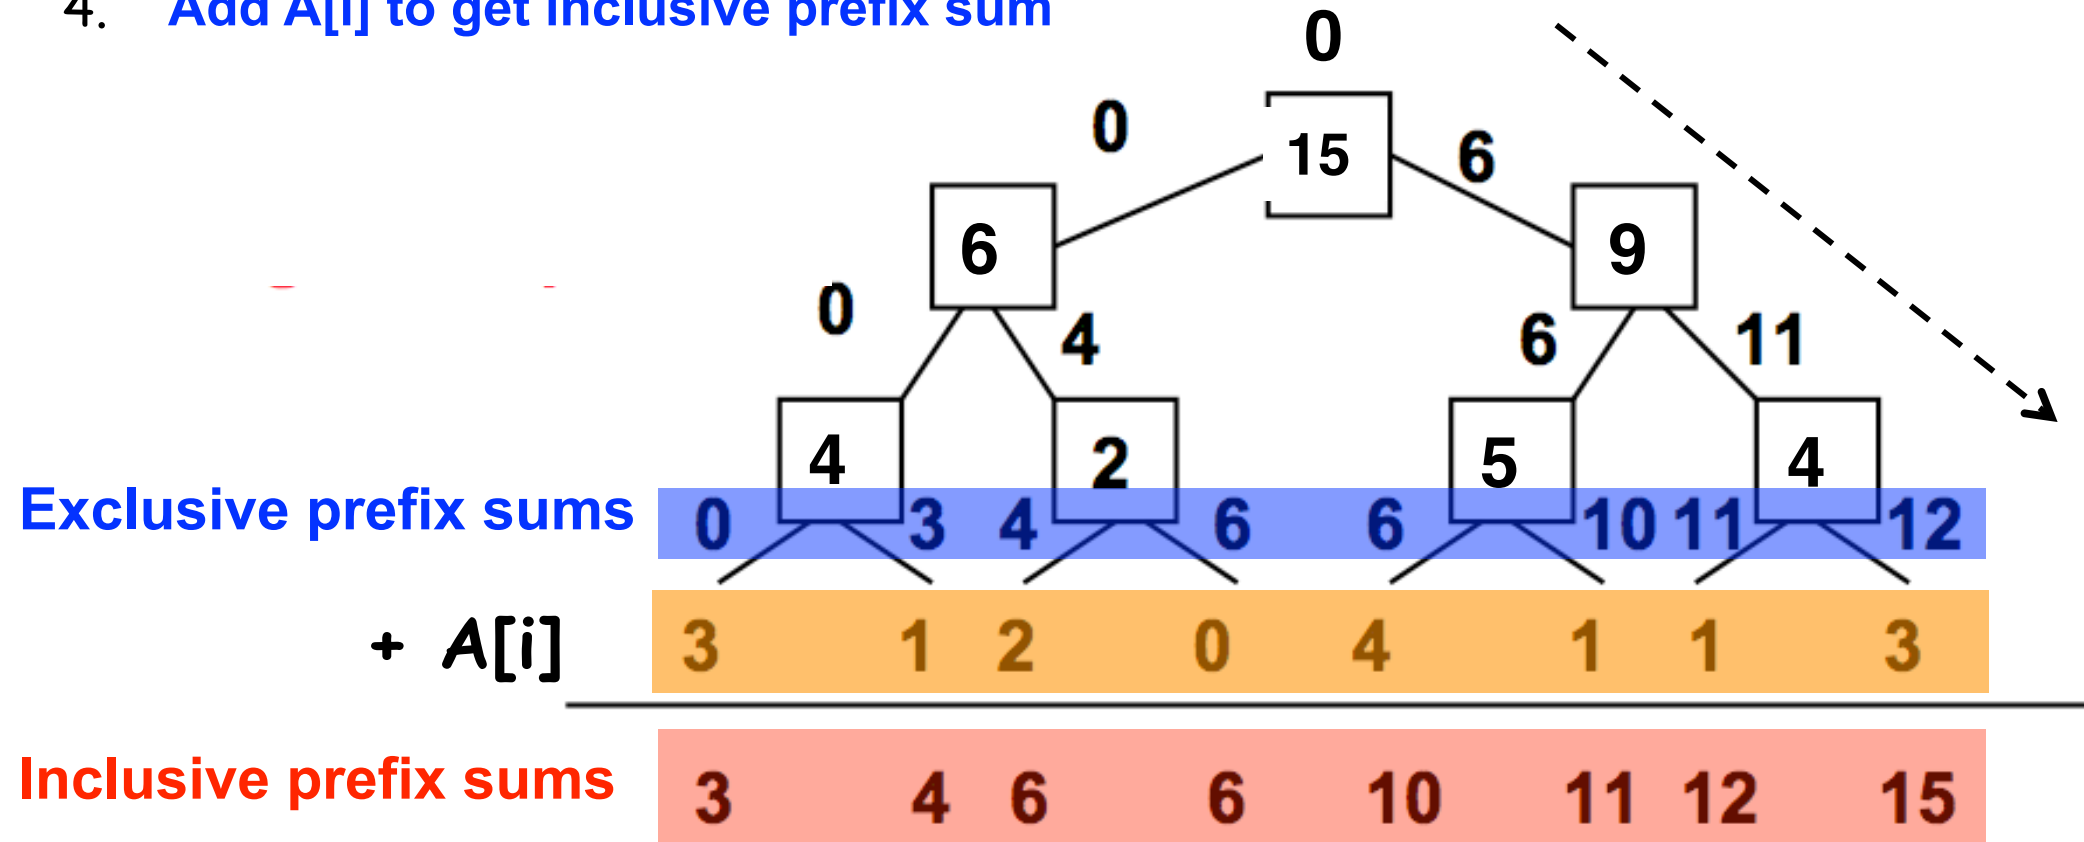 4. Add A[i] to get inclusive prefix sum
0
0 15 6
6 9
0 4 6 11
4 2 5 4
Exclusive prefix sums 0 3 4 6 6 10 11 12
+ A[i] 3 1 2 0 4 1 1 3
Inclusive prefix sums 3 4 6 6 10 11 12 15